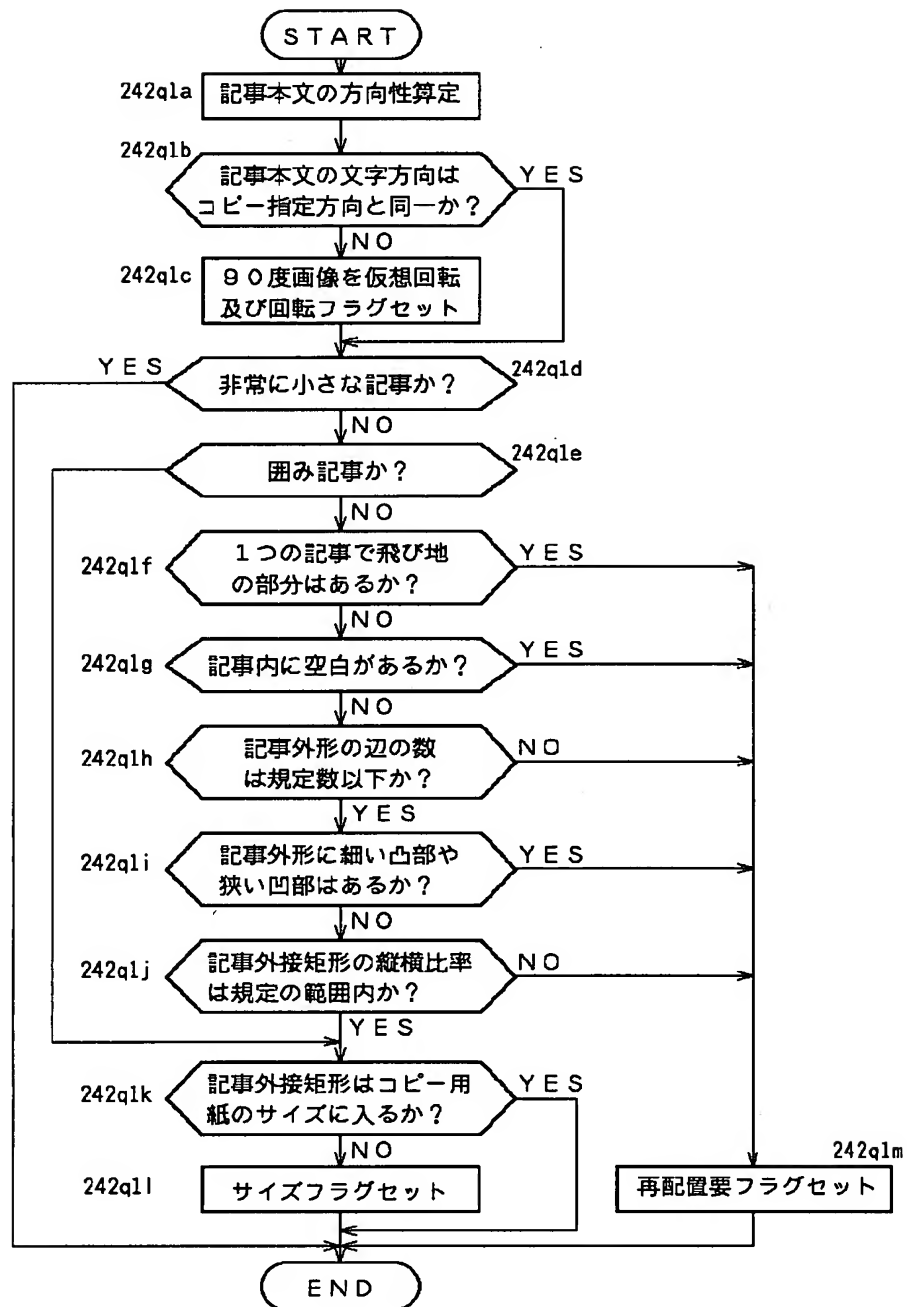 START
242q1a
記事本文の方向性算定
242q1b
記事本文の文字方向は
コピー指定方向と同一か？
YES
NO
242q1c
９０度画像を仮想回転
及び回転フラグセット
YES
非常に小さな記事か？
242q1d
NO
囲み記事か？
242q1e
NO
242q1f
１つの記事で飛び地
の部分はあるか？
YES
NO
242q1g
記事内に空白があるか？
YES
NO
242q1h
記事外形の辺の数
は規定数以下か？
NO
YES
242q1i
記事外形に細い凸部や
狭い凹部はあるか？
YES
NO
242q1j
記事外接矩形の縦横比率
は規定の範囲内か？
NO
YES
242q1k
記事外接矩形はコピー用
紙のサイズに入るか？
YES
NO
242q1l
サイズフラグセット
242q1m
再配置要フラグセット
END